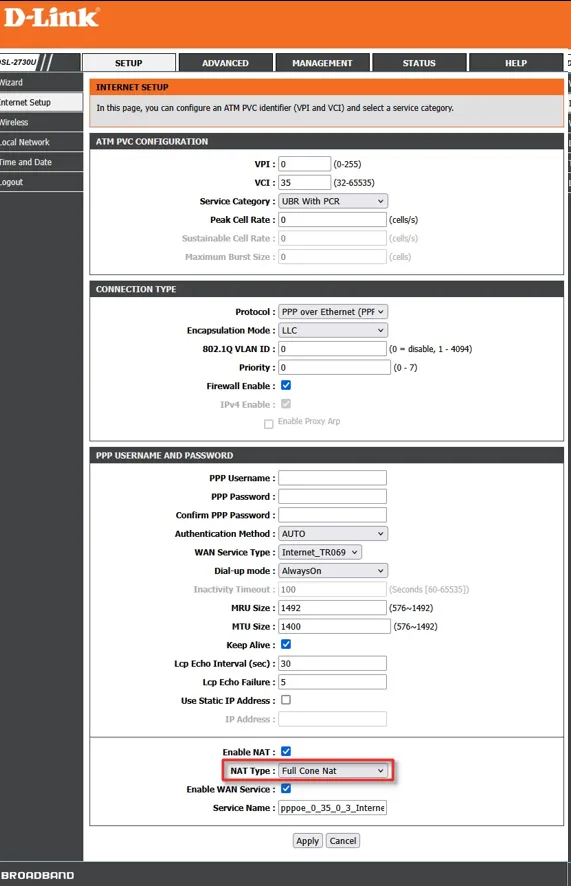 D-Link
DSL-2730U
SETUP ADVANCED MANAGEMENT STATUS HELP
Wizard
Internet Setup
Wireless
Local Network
Time and Date
Logout
INTERNET SETUP
In this page, you can configure an ATM PVC identifier (VPI and VCI) and select a service category.
ATM PVC CONFIGURATION
VPI : 0 (0-255)
VCI : 35 (32-65535)
Service Category : UBR With PCR
Peak Cell Rate : 0 (cells/s)
Sustainable Cell Rate : 0 (cells/s)
Maximum Burst Size : 0 (cells)
CONNECTION TYPE
Protocol : PPP over Ethernet (PPF
Encapsulation Mode : LLC
802.1Q VLAN ID : 0 (0 = disable, 1 - 4094)
Priority : 0 (0 - 7)
Firewall Enable :
IPv4 Enable :
Enable Proxy Arp
PPP USERNAME AND PASSWORD
PPP Username :
PPP Password :
Confirm PPP Password :
Authentication Method : AUTO
WAN Service Type : Internet_TR069
Dial-up mode : AlwaysOn
Inactivity Timeout : 100 (Seconds [60-65535])
MRU Size : 1492 (576~1492)
MTU Size : 1400 (576~1492)
Keep Alive :
Lcp Echo Interval (sec) : 30
Lcp Echo Failure : 5
Use Static IP Address :
IP Address :
Enable NAT :
NAT Type : Full Cone Nat
Enable WAN Service :
Service Name : pppoe_0_35_0_3_Interne
Apply Cancel
BROADBAND